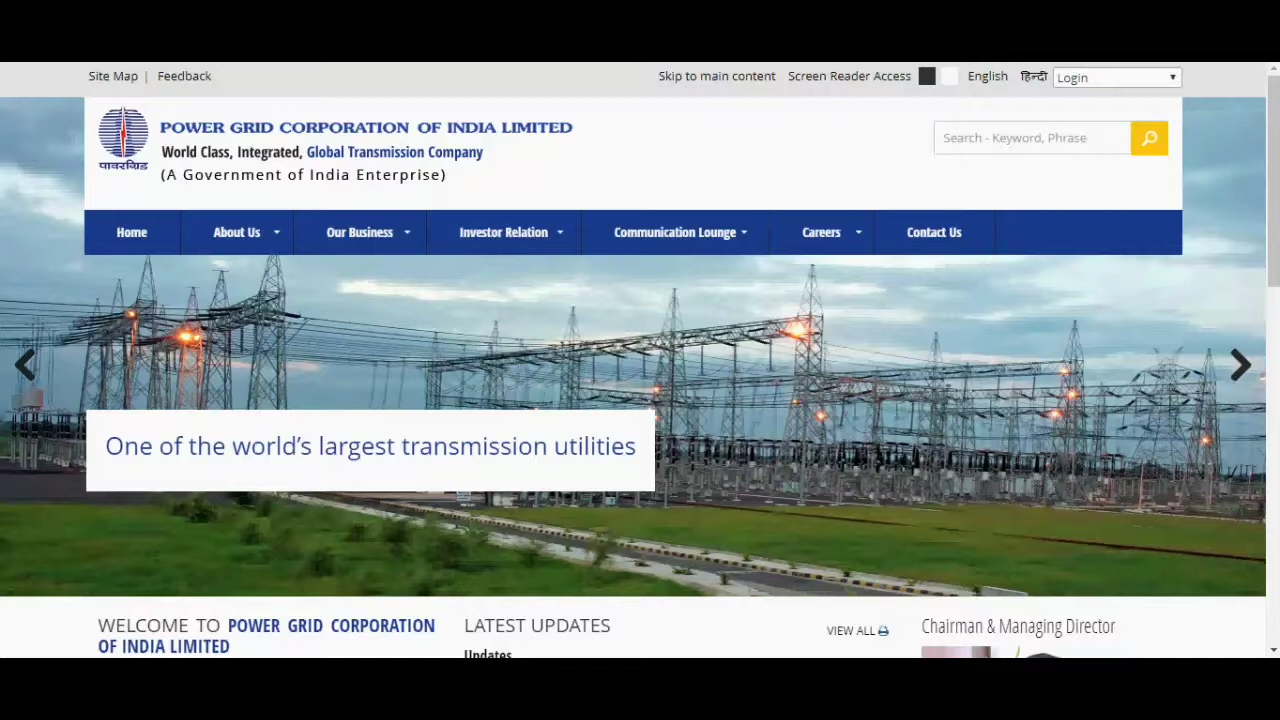 Site Map | Feedback
Skip to main content Screen Reader Access English हिन्दी Login
पावरग्रिड
POWER GRID CORPORATION OF INDIA LIMITED
World Class, Integrated, Global Transmission Company
(A Government of India Enterprise)
Search - Keyword, Phrase
Home About Us Our Business Investor Relation Communication Lounge Careers Contact Us
One of the world's largest transmission utilities
WELCOME TO POWER GRID CORPORATION
OF INDIA LIMITED
LATEST UPDATES
VIEW ALL
Updates
Chairman & Managing Director